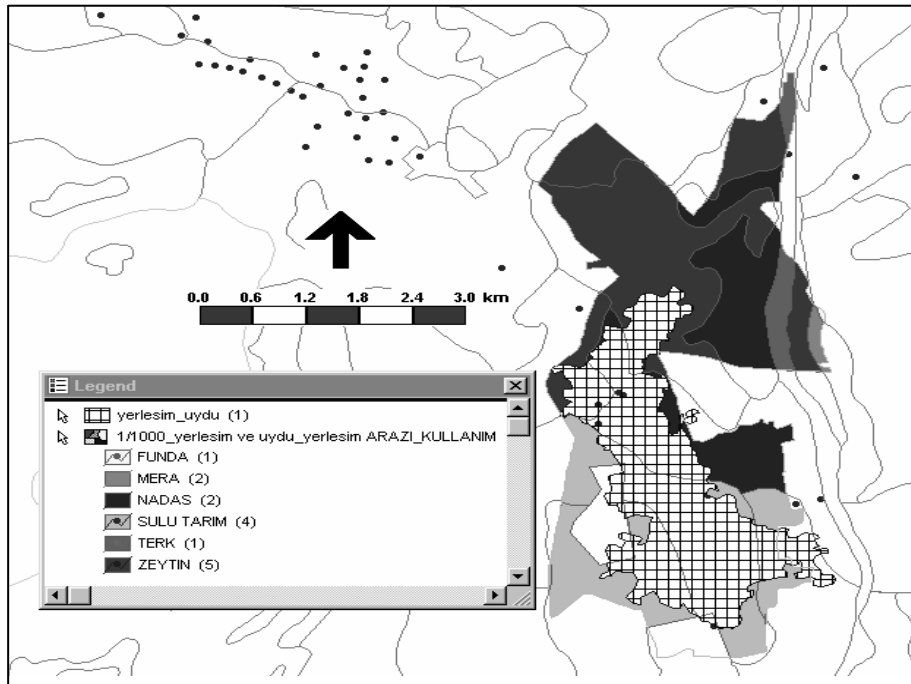 0.0 0.6 1.2 1.8 2.4 3.0 km
Legend
yerlesim_uydu (1)
1/1000_yerlesim ve uydu_yerlesim ARAZI_KULLANIM
FUNDA (1)
MERA (2)
NADAS (2)
SULU TARIM (4)
TERK (1)
ZEYTIN (5)